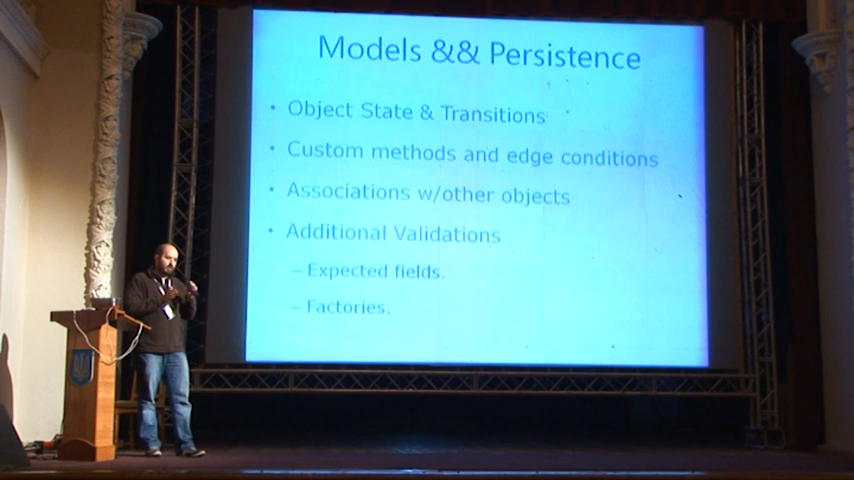 Models && Persistence
• Object State & Transitions
• Custom methods and edge conditions
• Associations w/other objects
• Additional Validations
– Expected fields.
– Factories.